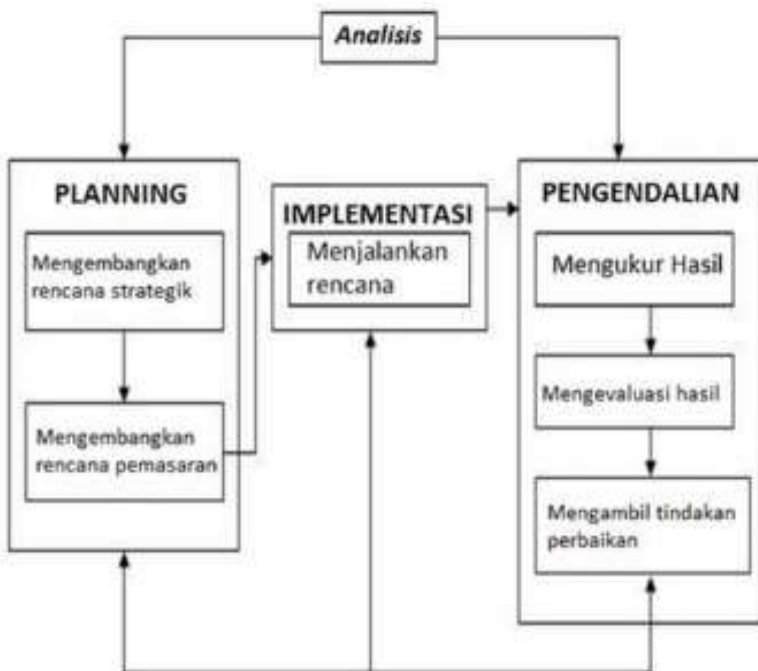 Analisis
PLANNING
Mengembangkan
rencana strategik
Mengembangkan
rencana pemasaran
IMPLEMENTASI
Menjalankan
rencana
PENGENDALIAN
Mengukur Hasil
Mengevaluasi hasil
Mengambil tindakan
perbaikan